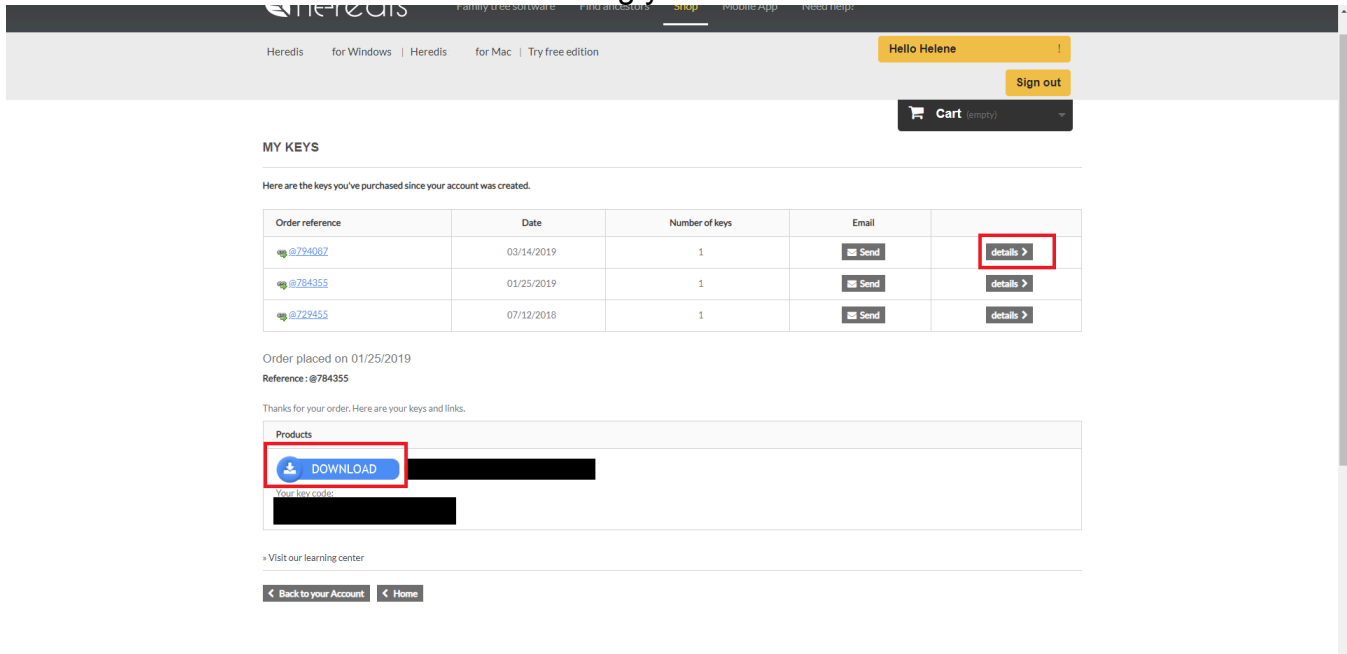 Family tree software Find ancestors Shop Mobile App Need help?
Heredis for Windows | Heredis for Mac | Try free edition
Hello Helene !
Sign out
Cart (empty)
MY KEYS
Here are the keys you've purchased since your account was created.
Order reference Date Number of keys Email
@794087 03/14/2019 1 Send details
@784355 01/25/2019 1 Send details
@729455 07/12/2018 1 Send details
Order placed on 01/25/2019
Reference : @784355
Thanks for your order. Here are your keys and links.
Products
DOWNLOAD
Your key code:
» Visit our learning center
Back to your Account Home